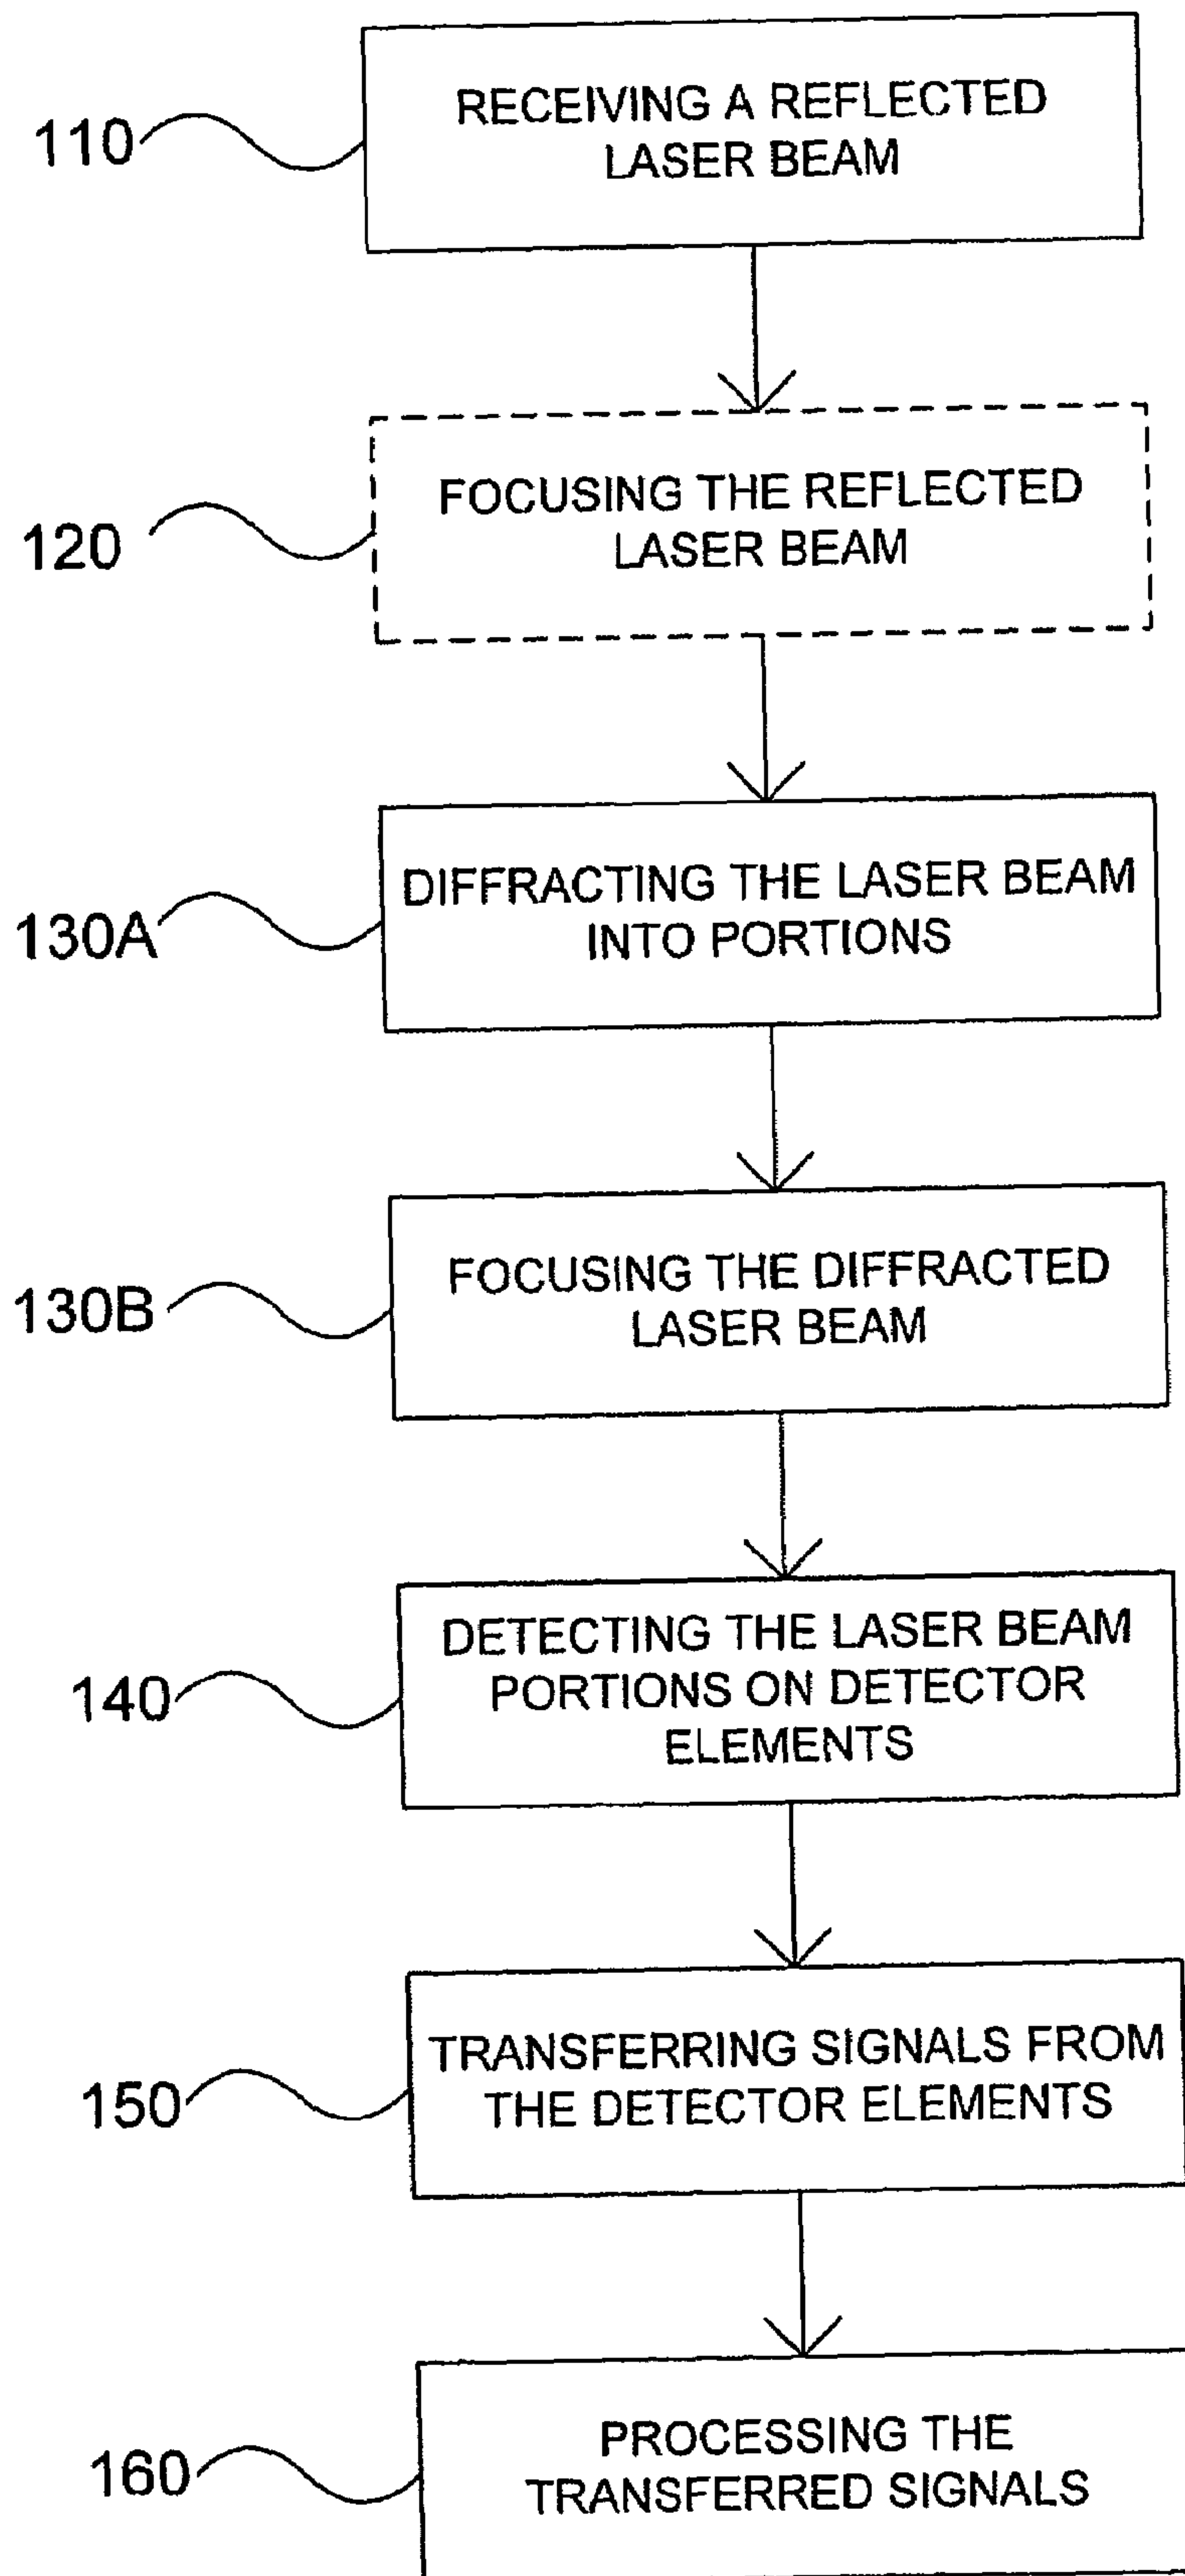 110
RECEIVING A REFLECTED
LASER BEAM
120
FOCUSING THE REFLECTED
LASER BEAM
130A
DIFFRACTING THE LASER BEAM
INTO PORTIONS
130B
FOCUSING THE DIFFRACTED
LASER BEAM
140
DETECTING THE LASER BEAM
PORTIONS ON DETECTOR
ELEMENTS
150
TRANSFERRING SIGNALS FROM
THE DETECTOR ELEMENTS
160
PROCESSING THE
TRANSFERRED SIGNALS